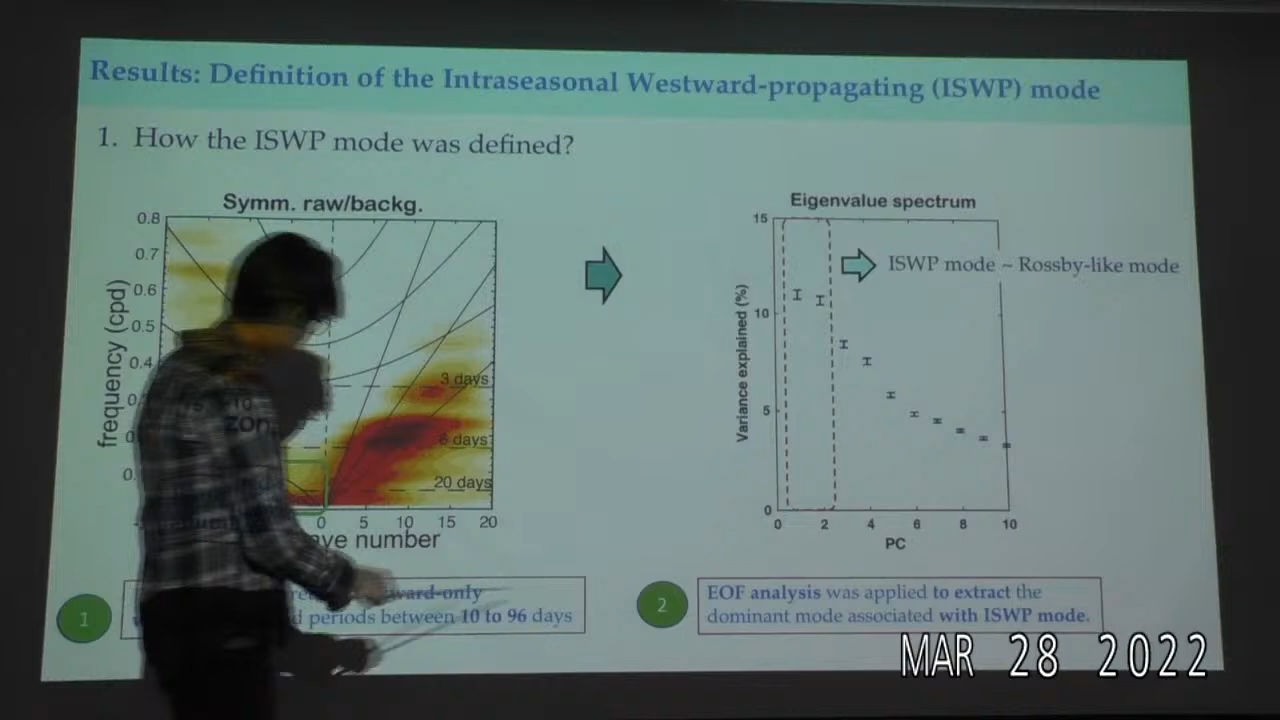 Results: Definition of the Intraseasonal Westward-propagating (ISWP) mode
1. How the ISWP mode was defined?
Symm. raw/backg.
0.8
0.7
0.6
0.5
0.4
frequency (cpd)
3 days
6 days
20 days
0 5 10 15 20
number
Eigenvalue spectrum
15
10
5
0
Variance explained (%)
ISWP mode ~ Rossby-like mode
0 2 4 6 8 10
PC
1
periods between 10 to 96 days
2
EOF analysis was applied to extract the
dominant mode associated with ISWP mode.
MAR 28 2022